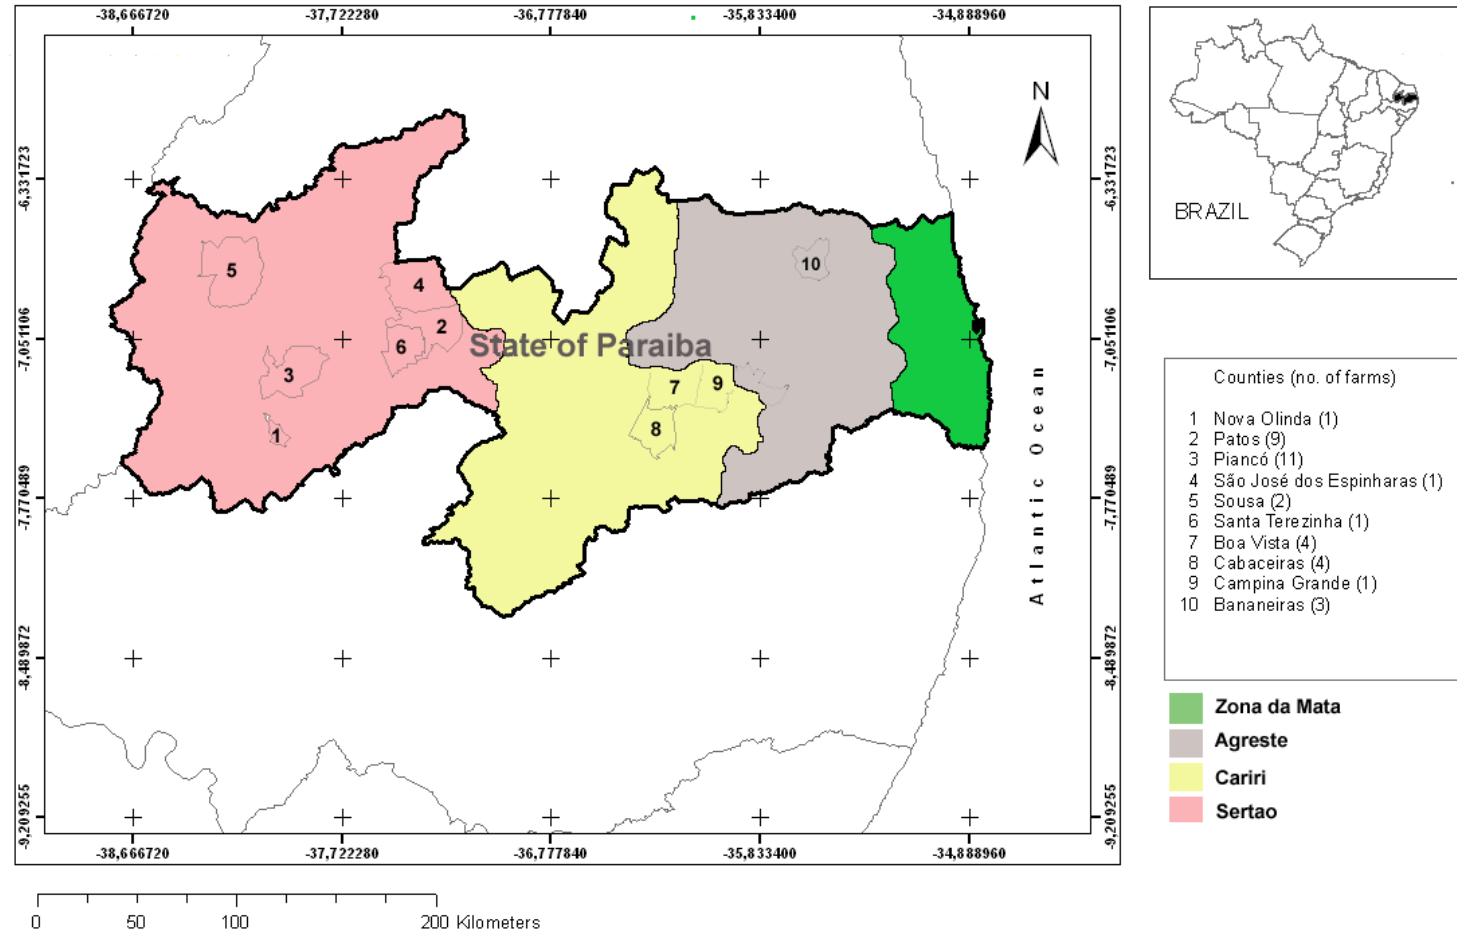 -38,666720 -37,722280 -36,777840 -35,833400 -34,888960
-6,331723
-7,051106
-7,770489
-8,489872
-9,209255
N
5
4
2
6
3
1
State of Paraiba
7
9
8
10
Atlantic Ocean
-6,331723
-7,051106
-7,770489
-8,489872
-9,209255
-38,666720 -37,722280 -36,777840 -35,833400 -34,888960
0 50 100 200 Kilometers
BRAZIL
Counties (no. of farms)
1 Nova Olinda (1)
2 Patos (9)
3 Piancó (11)
4 São José dos Espinharas (1)
5 Sousa (2)
6 Santa Terezinha (1)
7 Boa Vista (4)
8 Cabaceiras (4)
9 Campina Grande (1)
10 Bananeiras (3)
Zona da Mata
Agreste
Cariri
Sertao